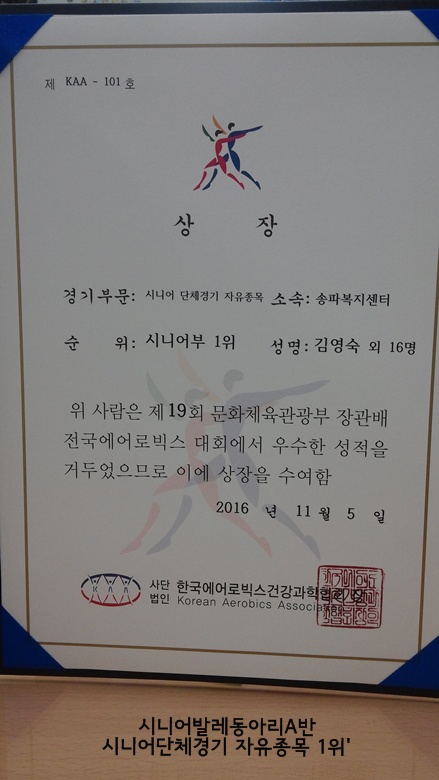 제 KAA - 101 호
상 장
경기부문: 시니어 단체경기 자유종목 소속: 송파복지센터
순 위: 시니어부 1위 성명: 김영숙 외 16명
위 사람은 제19회 문화체육관광부 장관배
전국에어로빅스 대회에서 우수한 성적을
거두었으므로 이에 상장을 수여함
2016 년 11 월 5 일
KAA
사단 법인 한국에어로빅스건강과학협회장
Korean Aerobics Association
시니어발레동아리A반
시니어단체경기 자유종목 1위'